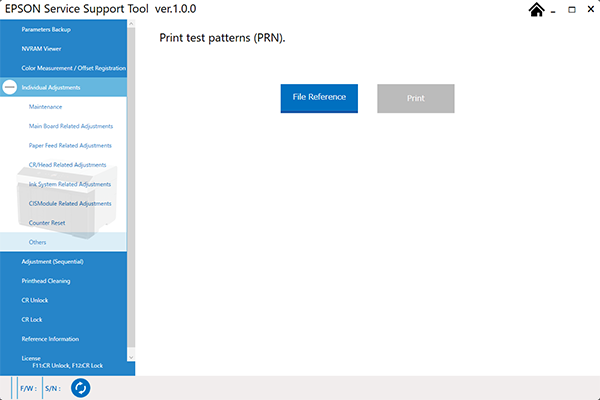 EPSON Service Support Tool ver.1.0.0
Parameters Backup
NVRAM Viewer
Color Measurement / Offset Registration
Individual Adjustments
Maintenance
Main Board Related Adjustments
Paper Feed Related Adjustments
CR/Head Related Adjustments
Ink System Related Adjustments
CISModule Related Adjustments
Counter Reset
Others
Adjustment (Sequential)
Printhead Cleaning
CR Unlock
CR Lock
Reference Information
License
F11:CR Unlock, F12:CR Lock
Print test patterns (PRN).
File Reference
Print
F/W :
S/N :